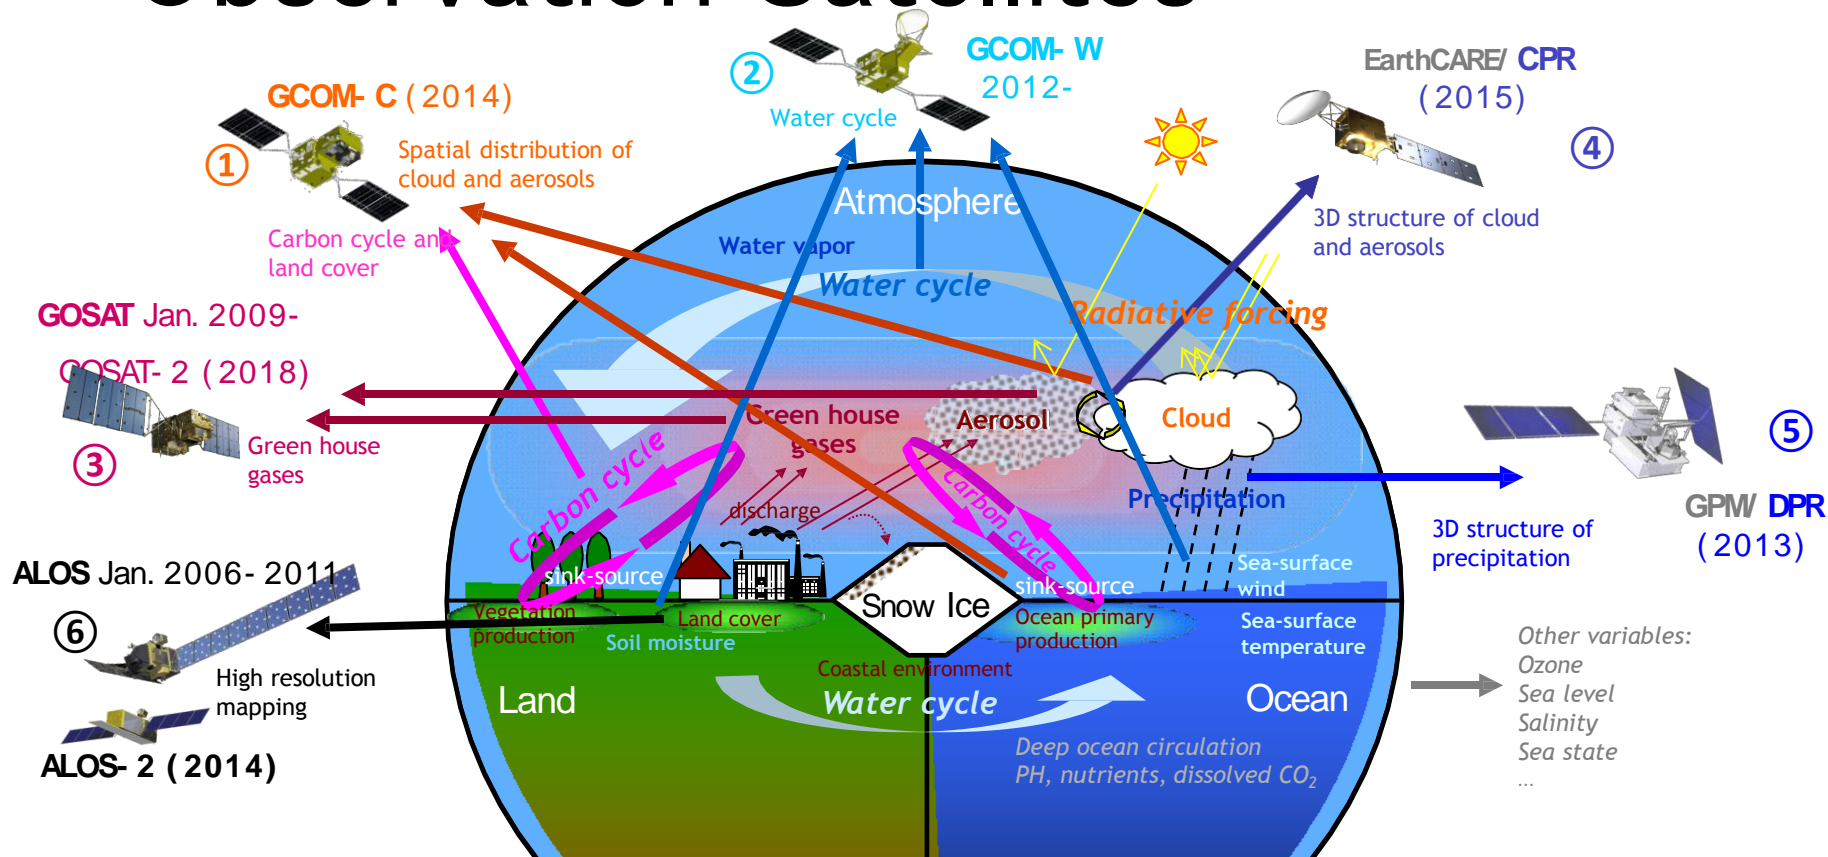 Observation Satellites
②
GCOM- W
2012-
Water cycle
EarthCARE/ CPR
(2015)
④
3D structure of cloud
and aerosols
GCOM- C (2014)
①
Spatial distribution of
cloud and aerosols
Carbon cycle and
land cover
GOSAT Jan. 2009-
GOSAT- 2 (2018)
③
Green house
gases
Atmosphere
Water vapor
Water cycle
Radiative forcing
Green house
gases
Aerosol
Cloud
Carbon cycle
Carbon cycle
discharge
Precipitation
⑤
GPM/ DPR
(2013)
3D structure of
precipitation
ALOS Jan. 2006- 2011
⑥
High resolution
mapping
ALOS- 2 (2014)
sink-source
Vegetation
production
Land cover
Soil moisture
Snow Ice
sink-source
Ocean primary
production
Sea-surface
wind
Sea-surface
temperature
Coastal environment
Land
Water cycle
Ocean
Deep ocean circulation
PH, nutrients, dissolved CO₂
Other variables:
Ozone
Sea level
Salinity
Sea state
...